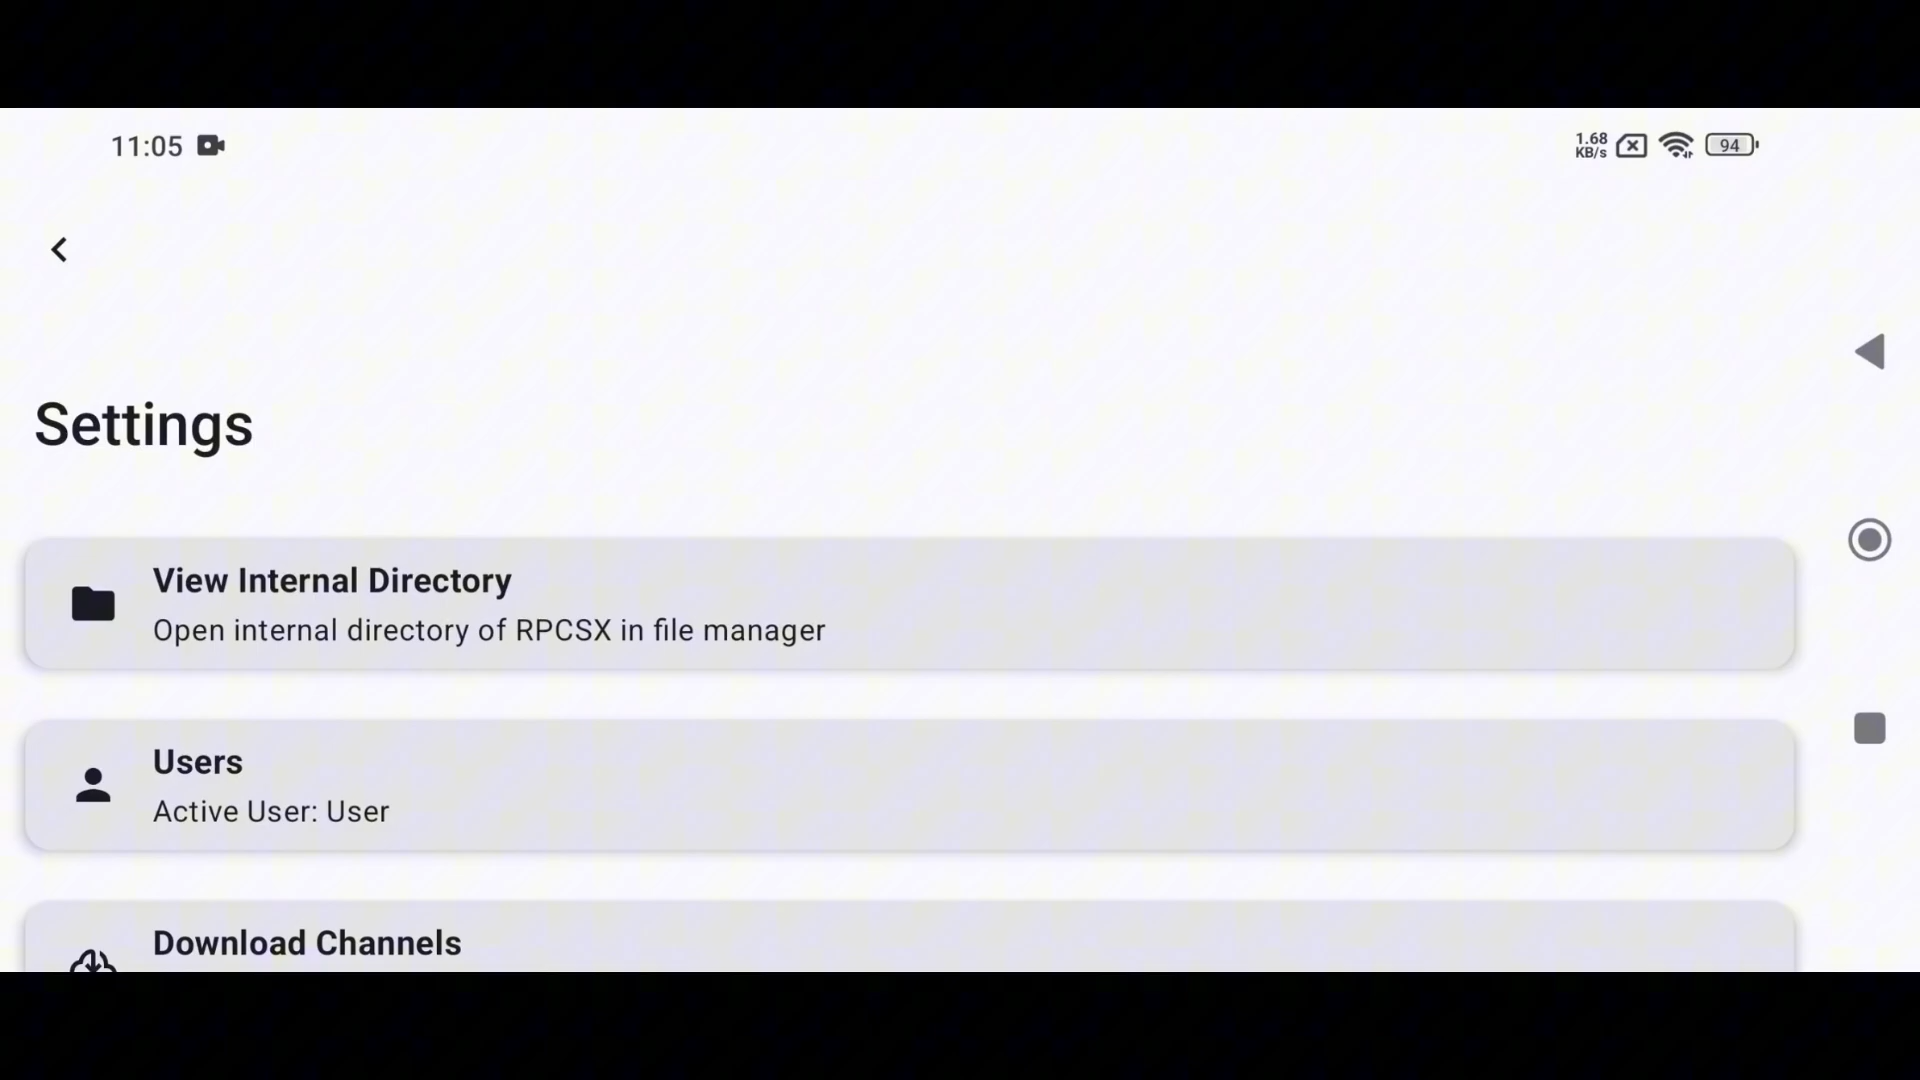 11:05
1.68
KB/s
94
Settings
View Internal Directory
Open internal directory of RPCSX in file manager
Users
Active User: User
Download Channels